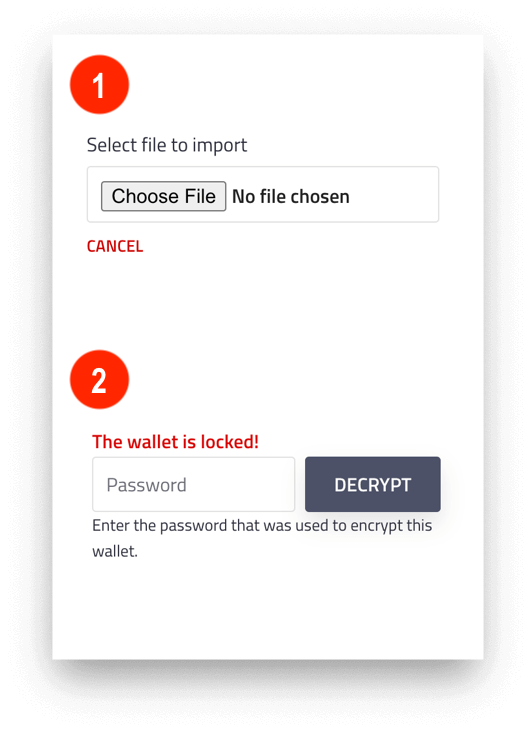 1
Select file to import
Choose File No file chosen
CANCEL
2
The wallet is locked!
Password DECRYPT
Enter the password that was used to encrypt this
wallet.